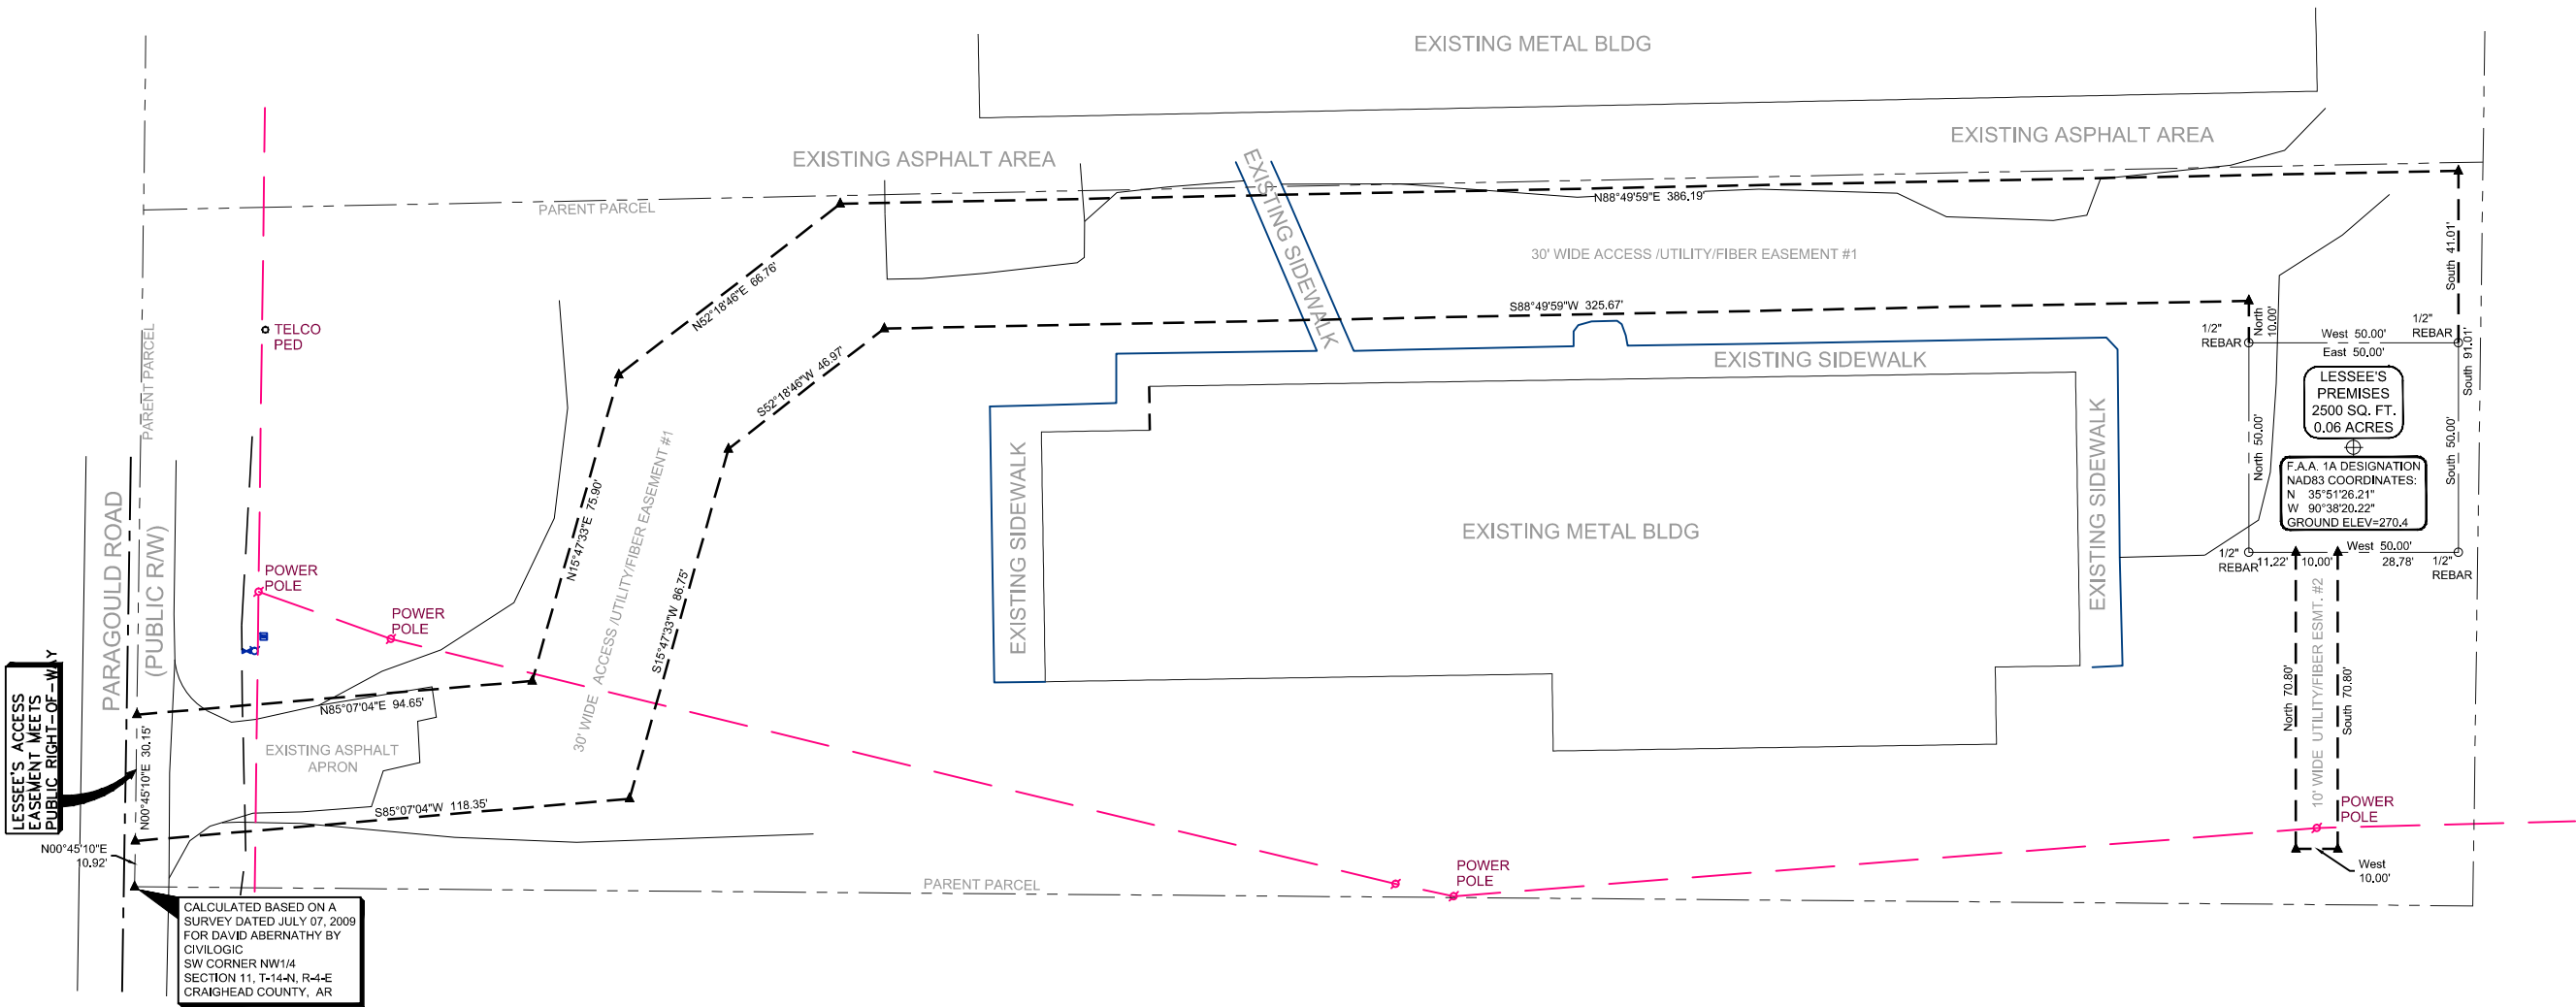 EXISTING METAL BLDG
EXISTING ASPHALT AREA
EXISTING ASPHALT AREA
EXISTING SIDEWALK
PARENT PARCEL
N88°49'59"E 386.19'
30' WIDE ACCESS /UTILITY/FIBER EASEMENT #1
S88°49'59"W 325.67'
N52°18'46"E 66.76'
S52°18'46"W 46.97'
South 41.01'
North
10.00'
1/2"
REBAR
West 50.00'
East 50.00'
1/2"
REBAR
South 91.01'
TELCO
PED
PARENT PARCEL
EXISTING SIDEWALK
LESSEE'S
PREMISES
2500 SQ. FT.
0.06 ACRES
North 50.00'
South 50.00'
F.A.A. 1A DESIGNATION
NAD83 COORDINATES:
N 35°51'26.21"
W 90°38'20.22"
GROUND ELEV=270.4
West 50.00'
1/2"
REBAR
11.22'
10.00'
28.78'
1/2"
REBAR
N15°47'33"E 75.90'
30' WIDE ACCESS /UTILITY/FIBER EASEMENT #1
S15°47'33"W 86.75'
EXISTING SIDEWALK
EXISTING METAL BLDG
EXISTING SIDEWALK
PARAGOULD ROAD
(PUBLIC R/W)
POWER
POLE
POWER
POLE
LESSEE'S ACCESS
EASEMENT MEETS
PUBLIC RIGHT-OF-WAY
N00°45'10"E 30.15'
N85°07'04"E 94.65'
EXISTING ASPHALT
APRON
S85°07'04"W 118.35'
N00°45'10"E
10.92'
North 70.80'
10' WIDE UTILITY/FIBER ESMT. #2
South 70.80'
POWER
POLE
West
10.00'
POWER
POLE
PARENT PARCEL
CALCULATED BASED ON A
SURVEY DATED JULY 07, 2009
FOR DAVID ABERNATHY BY
CIVILOGIC
SW CORNER NW1/4
SECTION 11, T-14-N, R-4-E
CRAIGHEAD COUNTY, AR